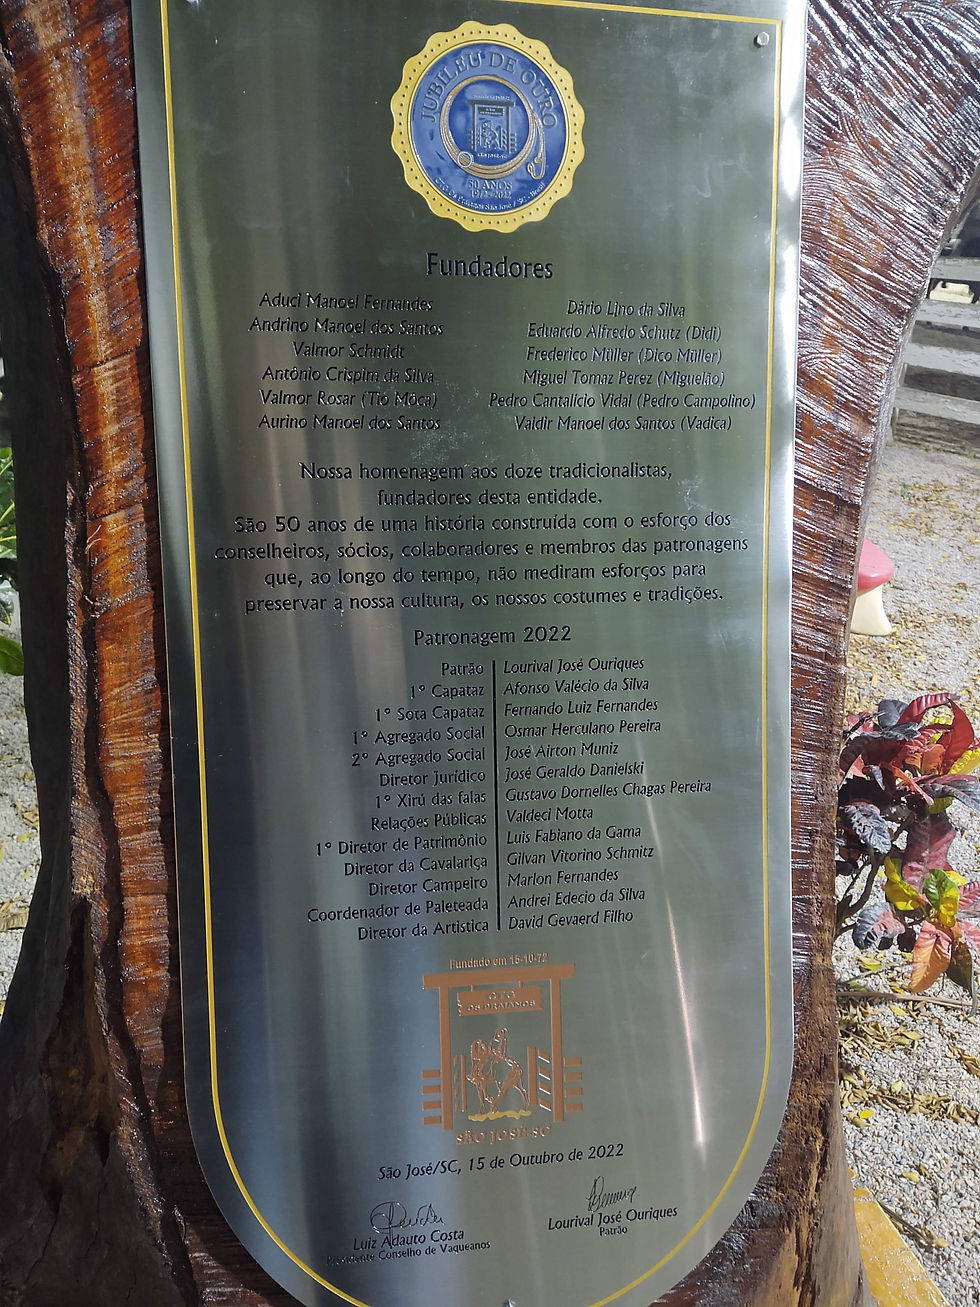 JUBILEU DE OURO
50 ANOS
1972-2022
Fundadores
Aduci Manoel Fernandes
Andrino Manoel dos Santos
Valmor Schmidt
Antônio Crispim da Silva
Valmor Rosar (Tio Môca)
Aurino Manoel dos Santos
Dário Lino da Silva
Eduardo Alfredo Schutz (Didi)
Frederico Müller (Dico Müller)
Miguel Tomaz Perez (Miguelão)
Pedro Cantalício Vidal (Pedro Campolino)
Valdir Manoel dos Santos (Vadica)
Nossa homenagem aos doze tradicionalistas,
fundadores desta entidade.
São 50 anos de uma história construída com o esforço dos
conselheiros, sócios, colaboradores e membros das patronagens
que, ao longo do tempo, não mediram esforços para
preservar a nossa cultura, os nossos costumes e tradições.
Patronagem 2022
Patrão Lourival José Ouriques
1° Capataz Afonso Valécio da Silva
1° Sota Capataz Fernando Luiz Fernandes
1° Agregado Social Osmar Herculano Pereira
2° Agregado Social José Airton Muniz
Diretor Jurídico José Geraldo Danielski
1° Xirú das falas Gustavo Dornelles Chagas Pereira
Relações Públicas Valdeci Motta
1° Diretor de Patrimônio Luis Fabiano da Gama
Diretor da Cavalariça Gilvan Vitorino Schmitz
Diretor Campeiro Marlon Fernandes
Coordenador de Paleteada Andrei Edecio da Silva
Diretor da Artística David Gevaerd Filho
Fundado em 15-10-72
CTG
OS PRAIANOS
SÃO JOSÉ-SC
São José/SC, 15 de Outubro de 2022
Luiz Adauto Costa
Presidente Conselho de Vaqueanos
Lourival José Ouriques
Patrão